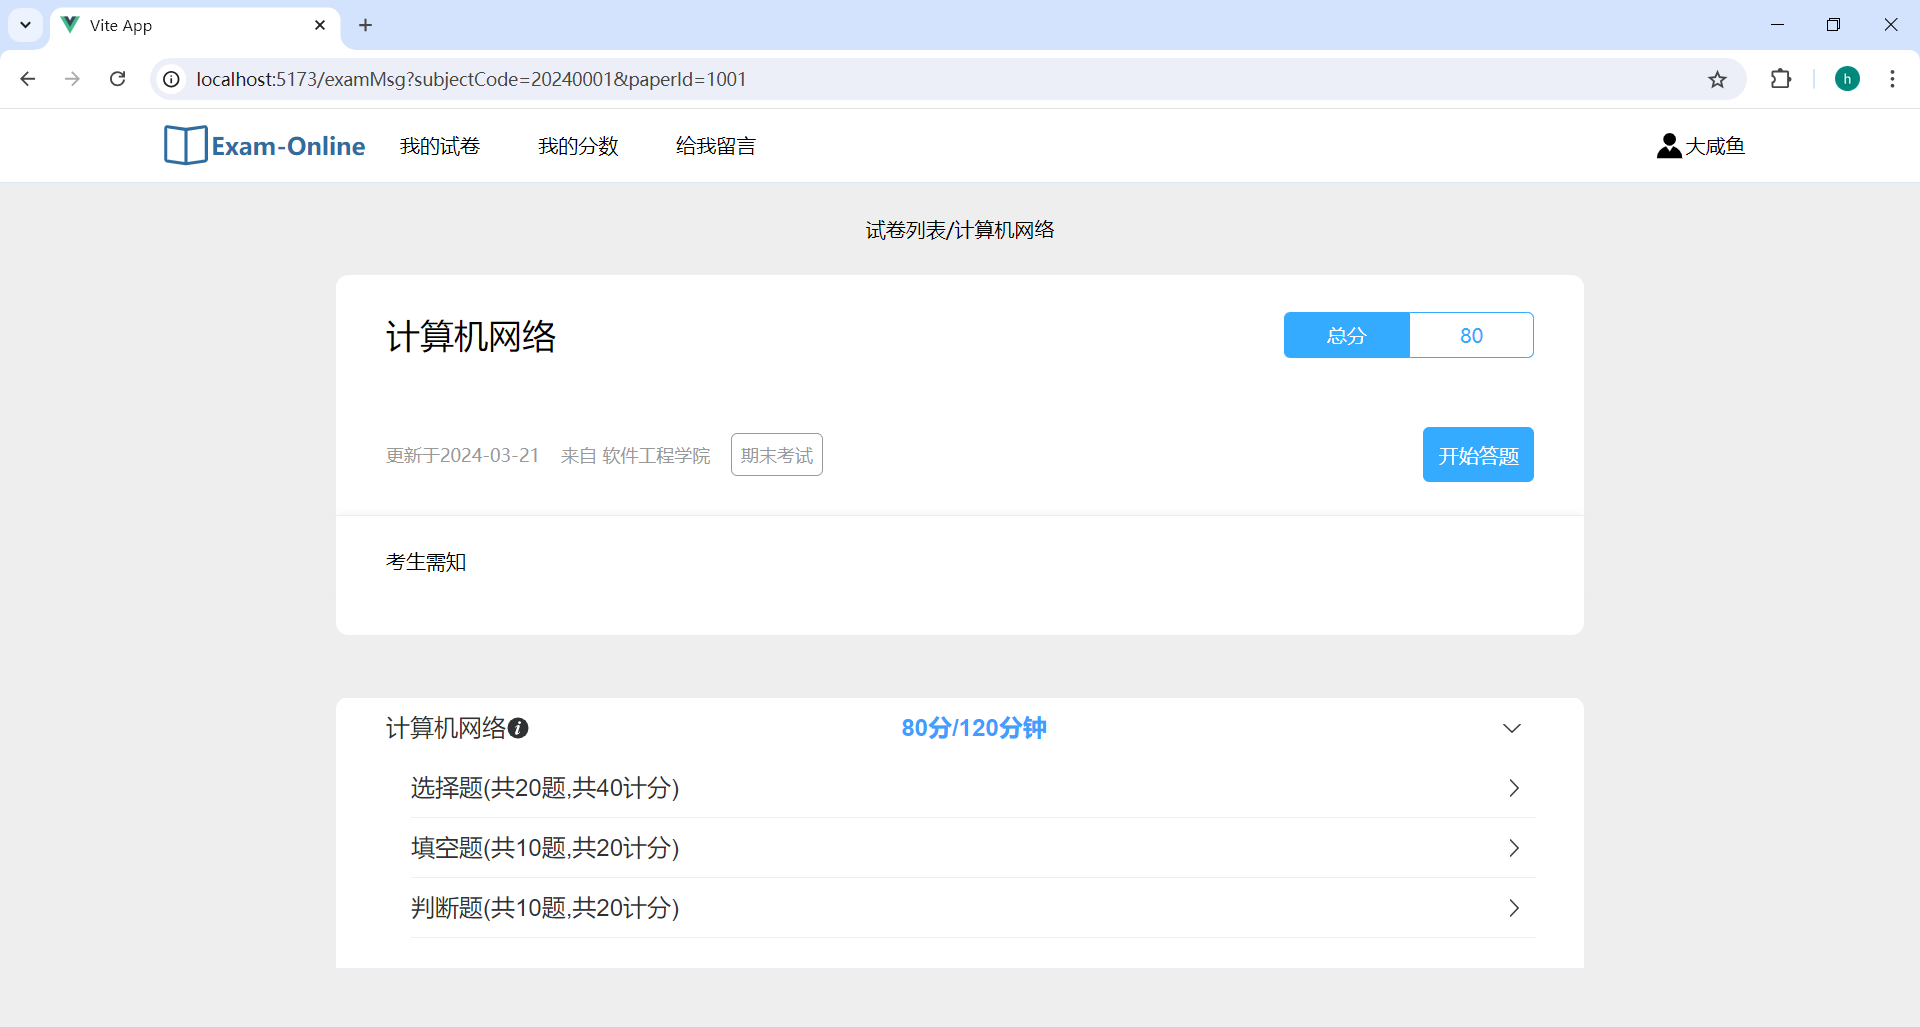 Vite App
localhost:5173/examMsg?subjectCode=20240001&paperId=1001
h
Exam-Online 我的试卷 我的分数 给我留言 大咸鱼
试卷列表/计算机网络
计算机网络 总分 80
更新于2024-03-21 来自 软件工程学院 期末考试 开始答题
考生需知
计算机网络 80分/120分钟
选择题(共20题,共40计分)
填空题(共10题,共20计分)
判断题(共10题,共20计分)